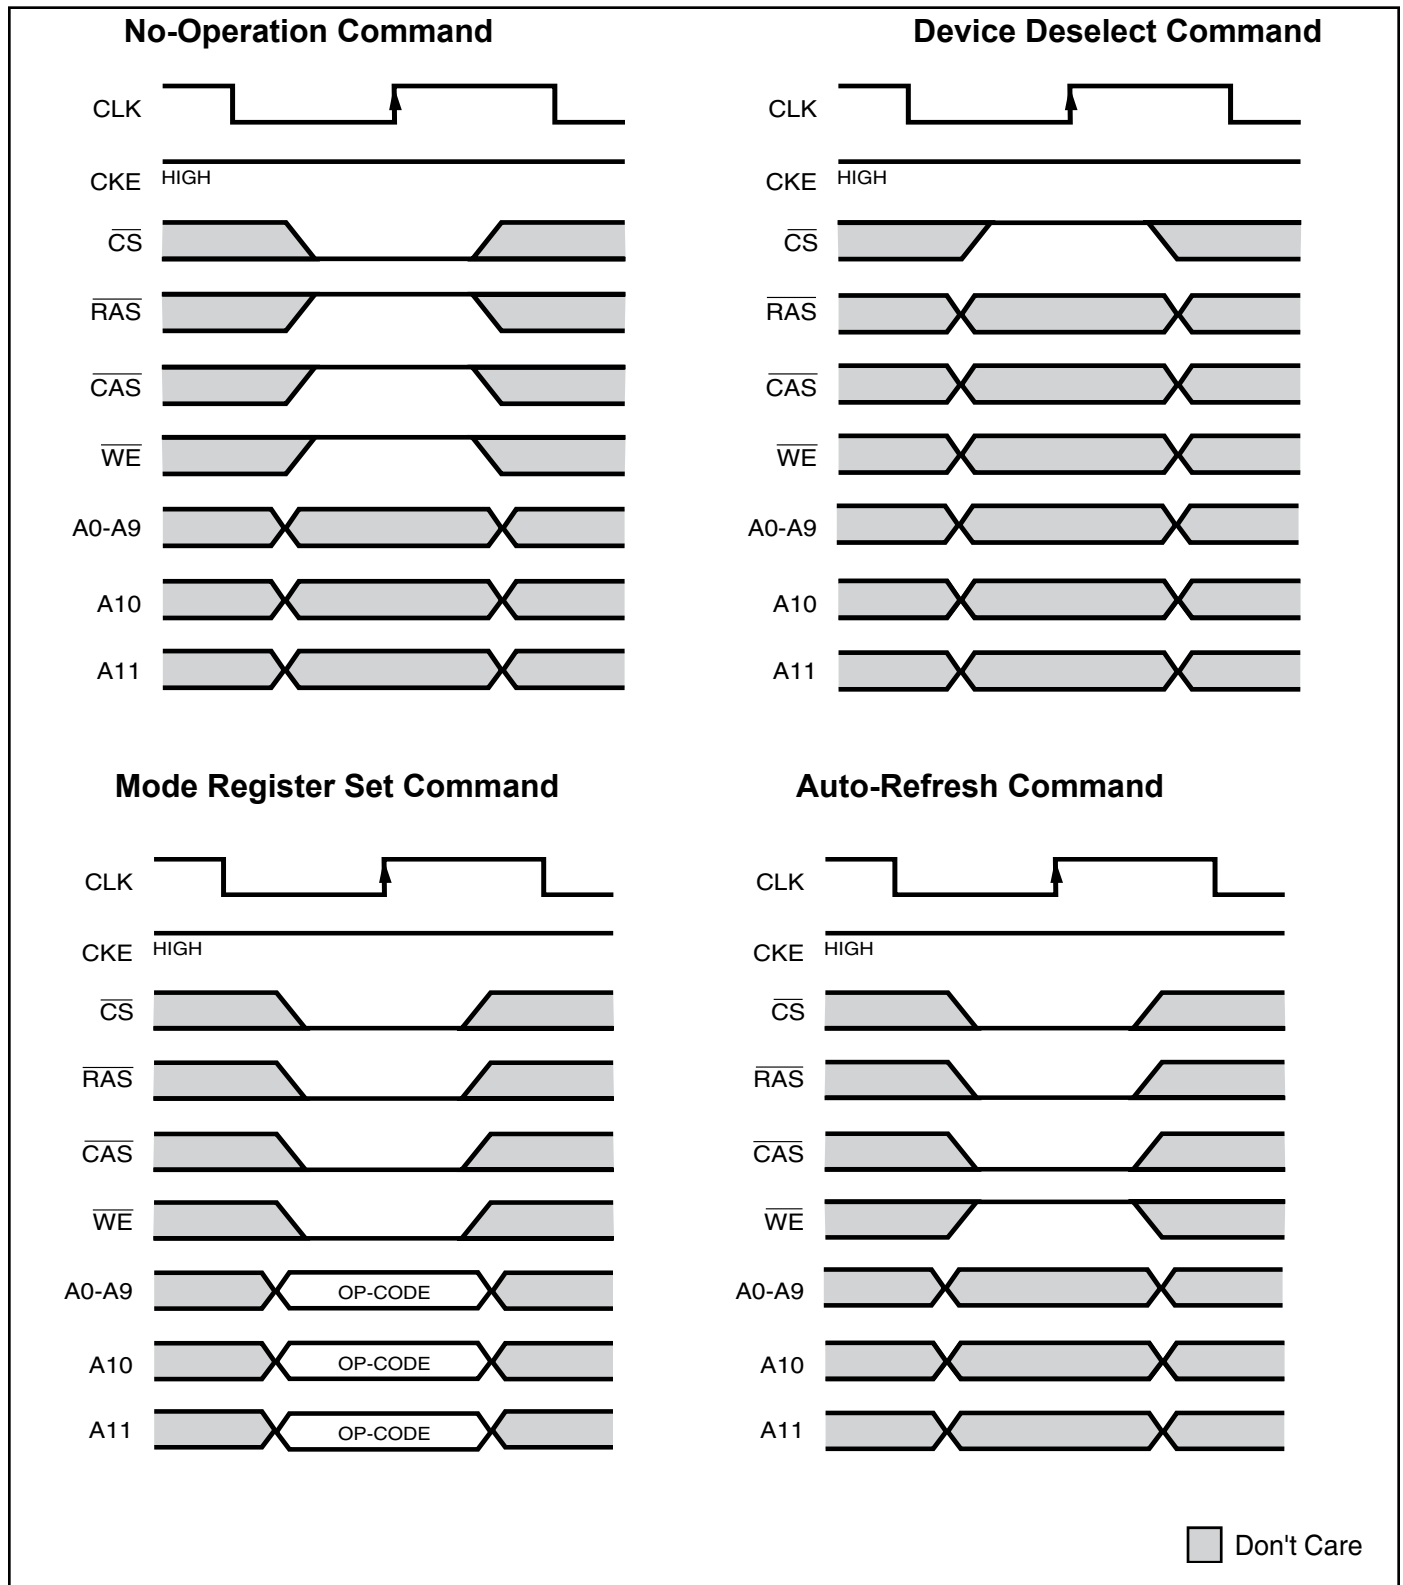 No-Operation Command
CLK
CKE HIGH
CS
RAS
CAS
WE
A0-A9
A10
A11
Device Deselect Command
CLK
CKE HIGH
CS
RAS
CAS
WE
A0-A9
A10
A11
Mode Register Set Command
CLK
CKE HIGH
CS
RAS
CAS
WE
A0-A9 OP-CODE
A10 OP-CODE
A11 OP-CODE
Auto-Refresh Command
CLK
CKE HIGH
CS
RAS
CAS
WE
A0-A9
A10
A11
Don't Care